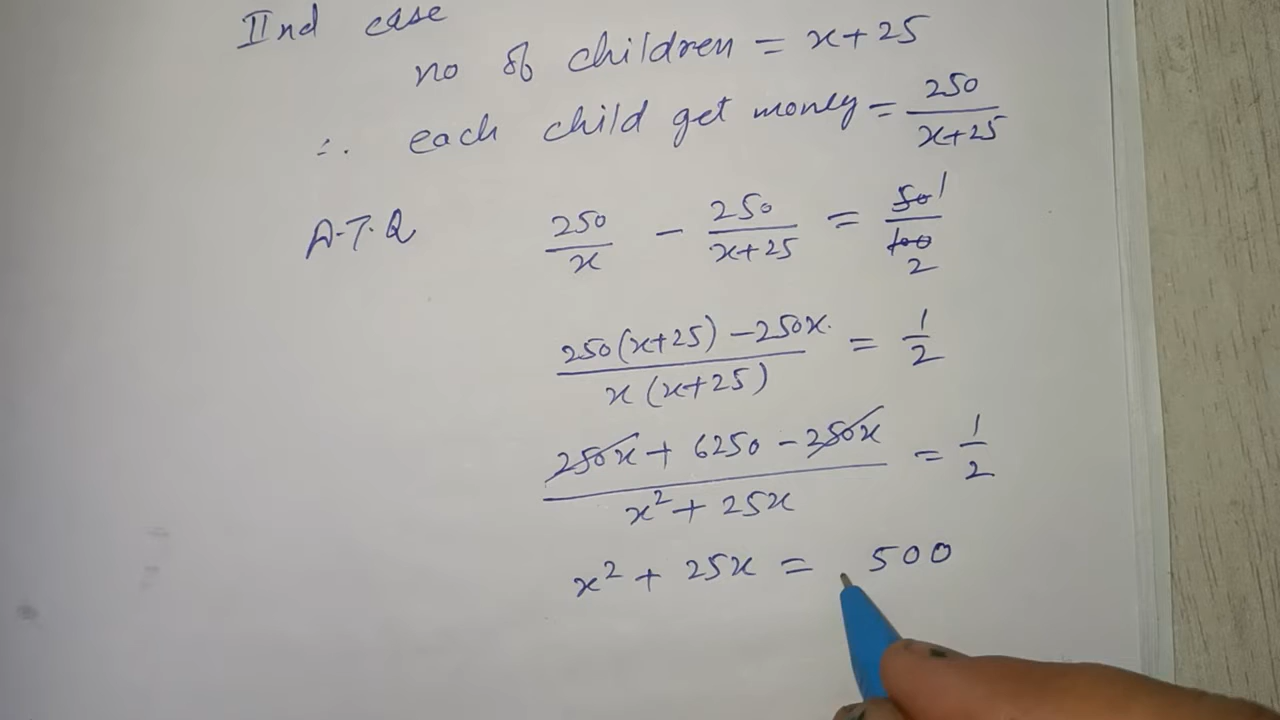 IInd case
no of children = x+25
∴ each child get money = 250/(x+25)
A.T.Q 250/x - 250/(x+25) = 50/100 1/2
(250(x+25) - 250x)/(x(x+25)) = 1/2
(250x + 6250 - 250x)/(x² + 25x) = 1/2
x² + 25x = 500